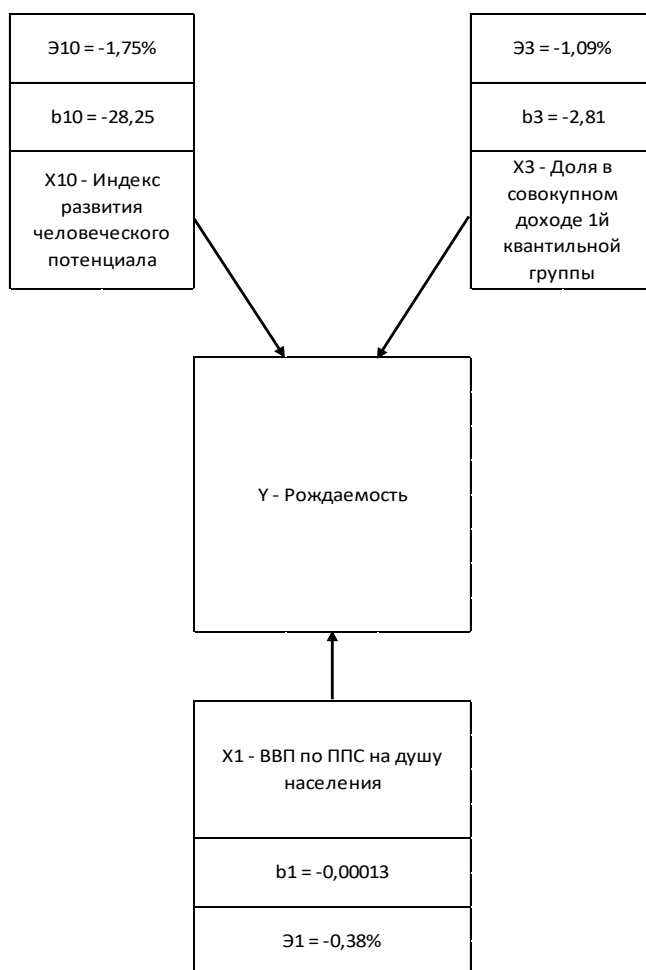 Э10 = -1,75%
b10 = -28,25
X10 - Индекс
развития
человеческого
потенциала
Э3 = -1,09%
b3 = -2,81
X3 - Доля в
совокупном
доходе 1й
квантильной
группы
Y - Рождаемость
X1 - ВВП по ППС на душу
населения
b1 = -0,00013
Э1 = -0,38%